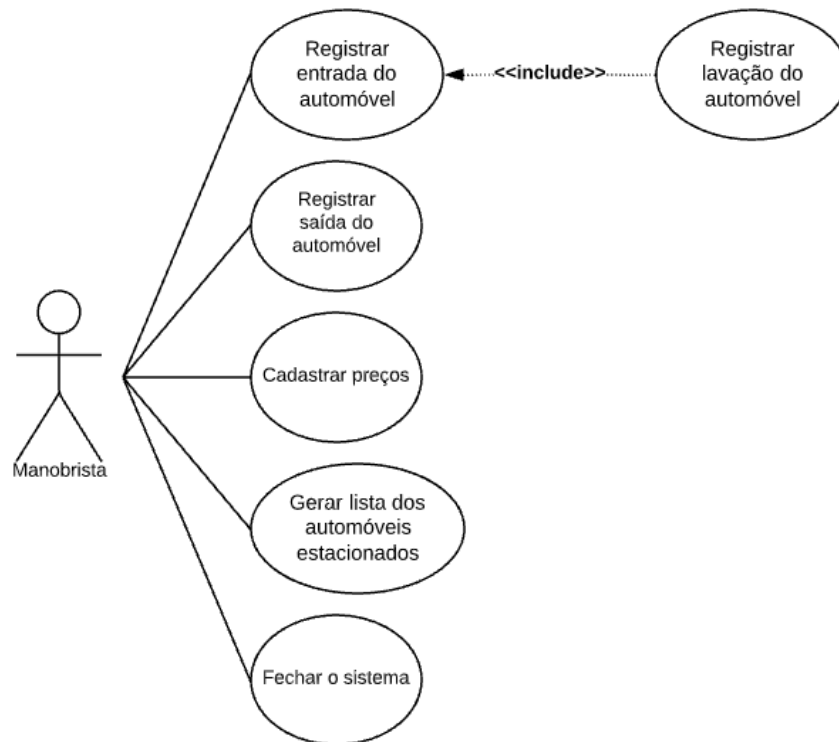 Registrar
entrada do
automóvel
<<include>>
Registrar
lavação do
automóvel
Registrar
saída do
automóvel
Cadastrar preços
Manobrista
Gerar lista dos
automóveis
estacionados
Fechar o sistema